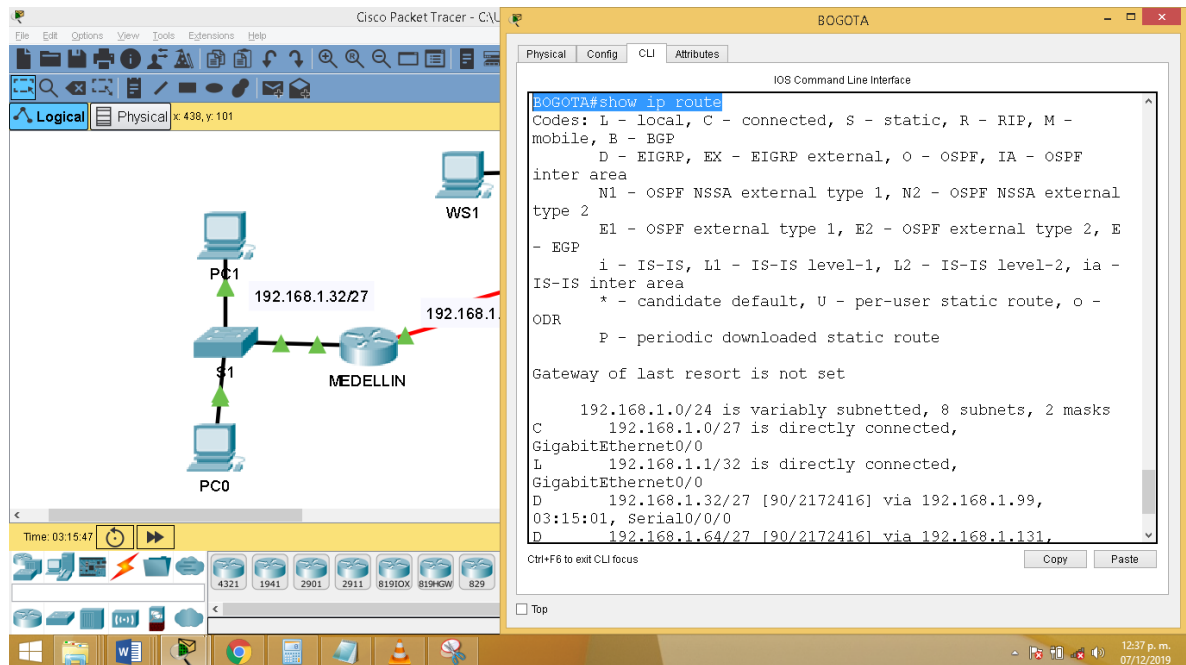 Cisco Packet Tracer - C:\U
File Edit Options View Tools Extensions Help
Logical Physical x: 438, y: 101
WS1
PC1
192.168.1.32/27
192.168.1.
S1
MEDELLIN
PC0
Time: 03:15:47
4321 1941 2901 2911 819IOX 819HGW 829
BOGOTA
Physical Config CLI Attributes
IOS Command Line Interface
BOGOTA#show ip route
Codes: L - local, C - connected, S - static, R - RIP, M -
mobile, B - BGP
D - EIGRP, EX - EIGRP external, O - OSPF, IA - OSPF
inter area
N1 - OSPF NSSA external type 1, N2 - OSPF NSSA external
type 2
E1 - OSPF external type 1, E2 - OSPF external type 2, E
- EGP
i - IS-IS, L1 - IS-IS level-1, L2 - IS-IS level-2, ia -
IS-IS inter area
* - candidate default, U - per-user static route, o -
ODR
P - periodic downloaded static route
Gateway of last resort is not set
192.168.1.0/24 is variably subnetted, 8 subnets, 2 masks
C 192.168.1.0/27 is directly connected,
GigabitEthernet0/0
L 192.168.1.1/32 is directly connected,
GigabitEthernet0/0
D 192.168.1.32/27 [90/2172416] via 192.168.1.99,
03:15:01, Serial0/0/0
D 192.168.1.64/27 [90/2172416] via 192.168.1.131,
Ctrl+F6 to exit CLI focus
Copy Paste
Top
12:37 p. m.
07/12/2019